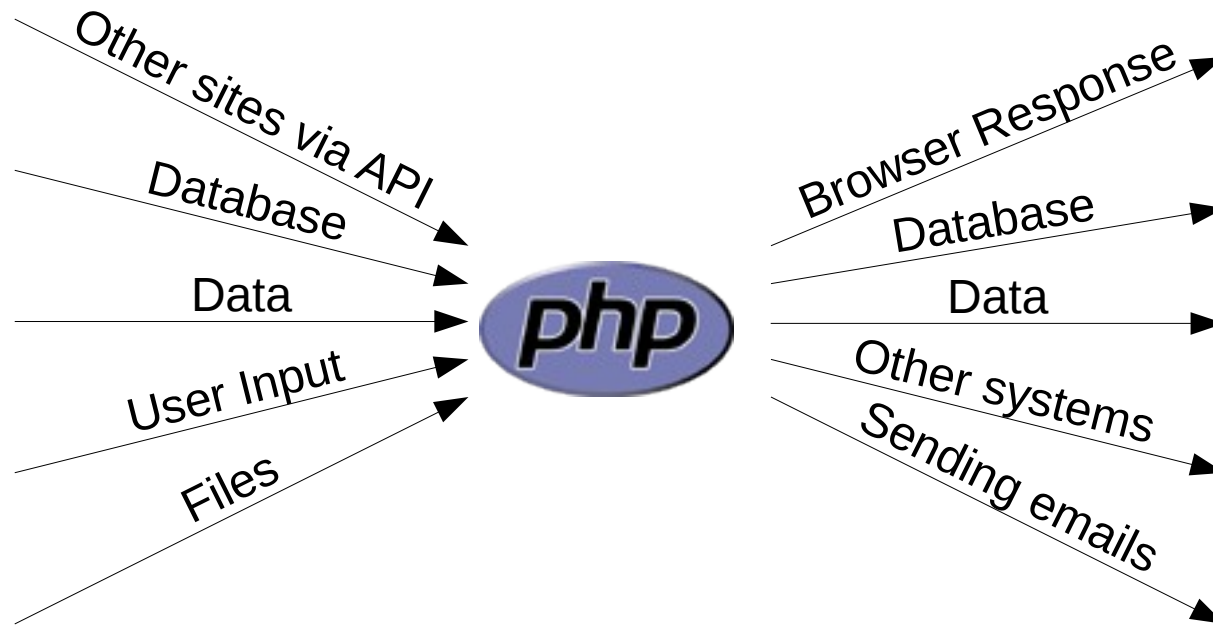 Other sites via API
Database
Data
User Input
Files
php
Browser Response
Database
Data
Other systems
Sending emails